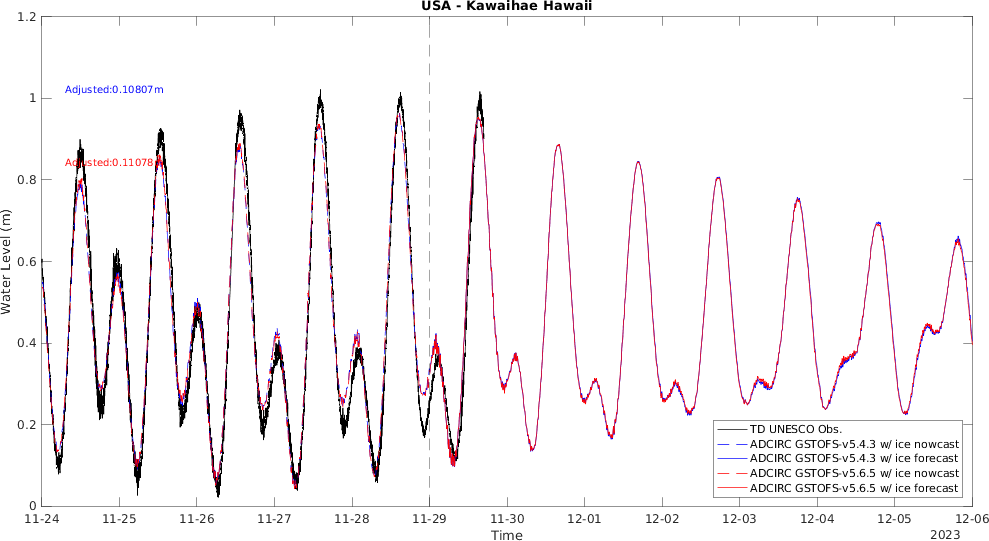 USA - Kawaihae Hawaii
1.2
1
0.8
0.6
0.4
0.2
0
Water Level (m)
Adjusted:0.10807m
Adjusted:0.11078
TD UNESCO Obs.
ADCIRC GSTOFS-v5.4.3 w/ ice nowcast
ADCIRC GSTOFS-v5.4.3 w/ ice forecast
ADCIRC GSTOFS-v5.6.5 w/ ice nowcast
ADCIRC GSTOFS-v5.6.5 w/ ice forecast
11-24 11-25 11-26 11-27 11-28 11-29 11-30 12-01 12-02 12-03 12-04 12-05 12-06
Time
2023